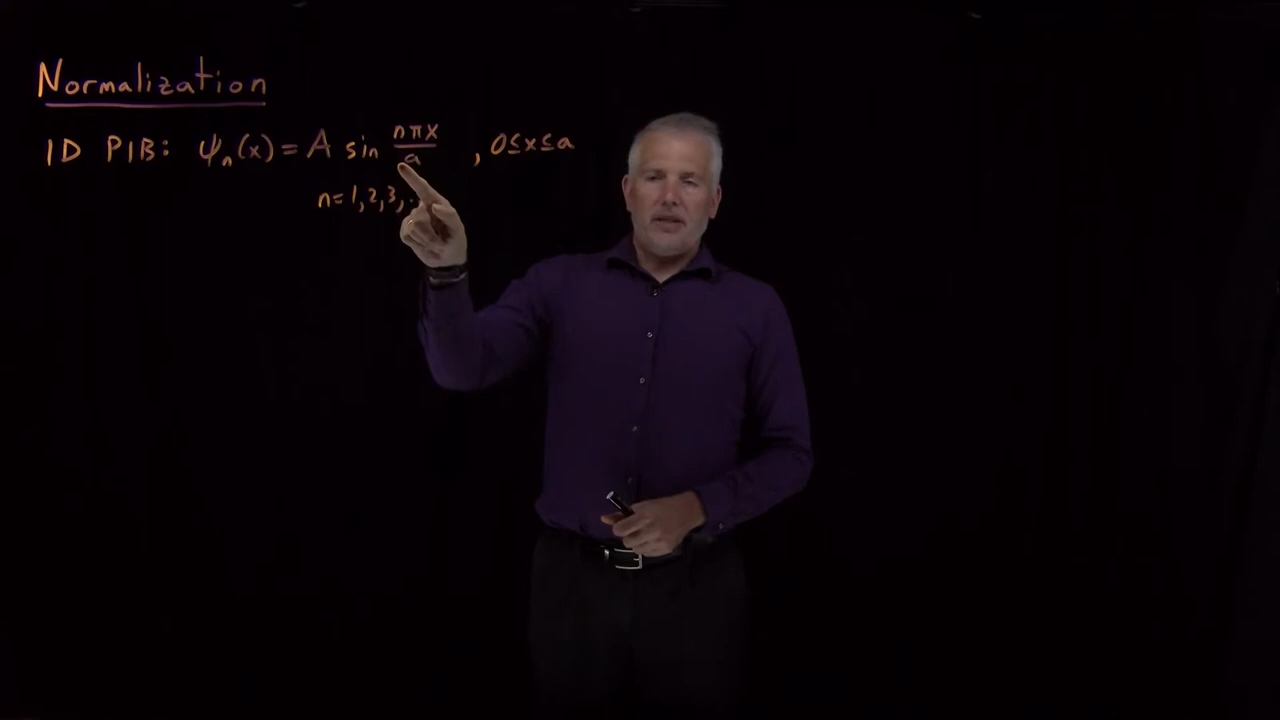 Normalization
1D PIB: ψₙ(x) = A sin nπx/a , 0≤x≤a
n=1,2,3,..